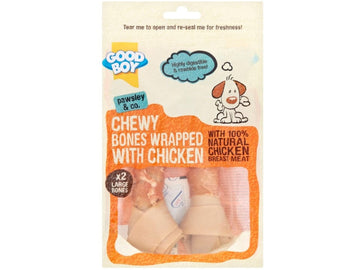 Tear me to open and re-seal me for freshness!
GOOD
BOY
Highly digestible
& rawhide free!
pawsley
& co.
CHEWY
BONES WRAPPED
WITH CHICKEN
WITH 100%
NATURAL
CHICKEN
BREAST MEAT
x2
LARGE
BONES